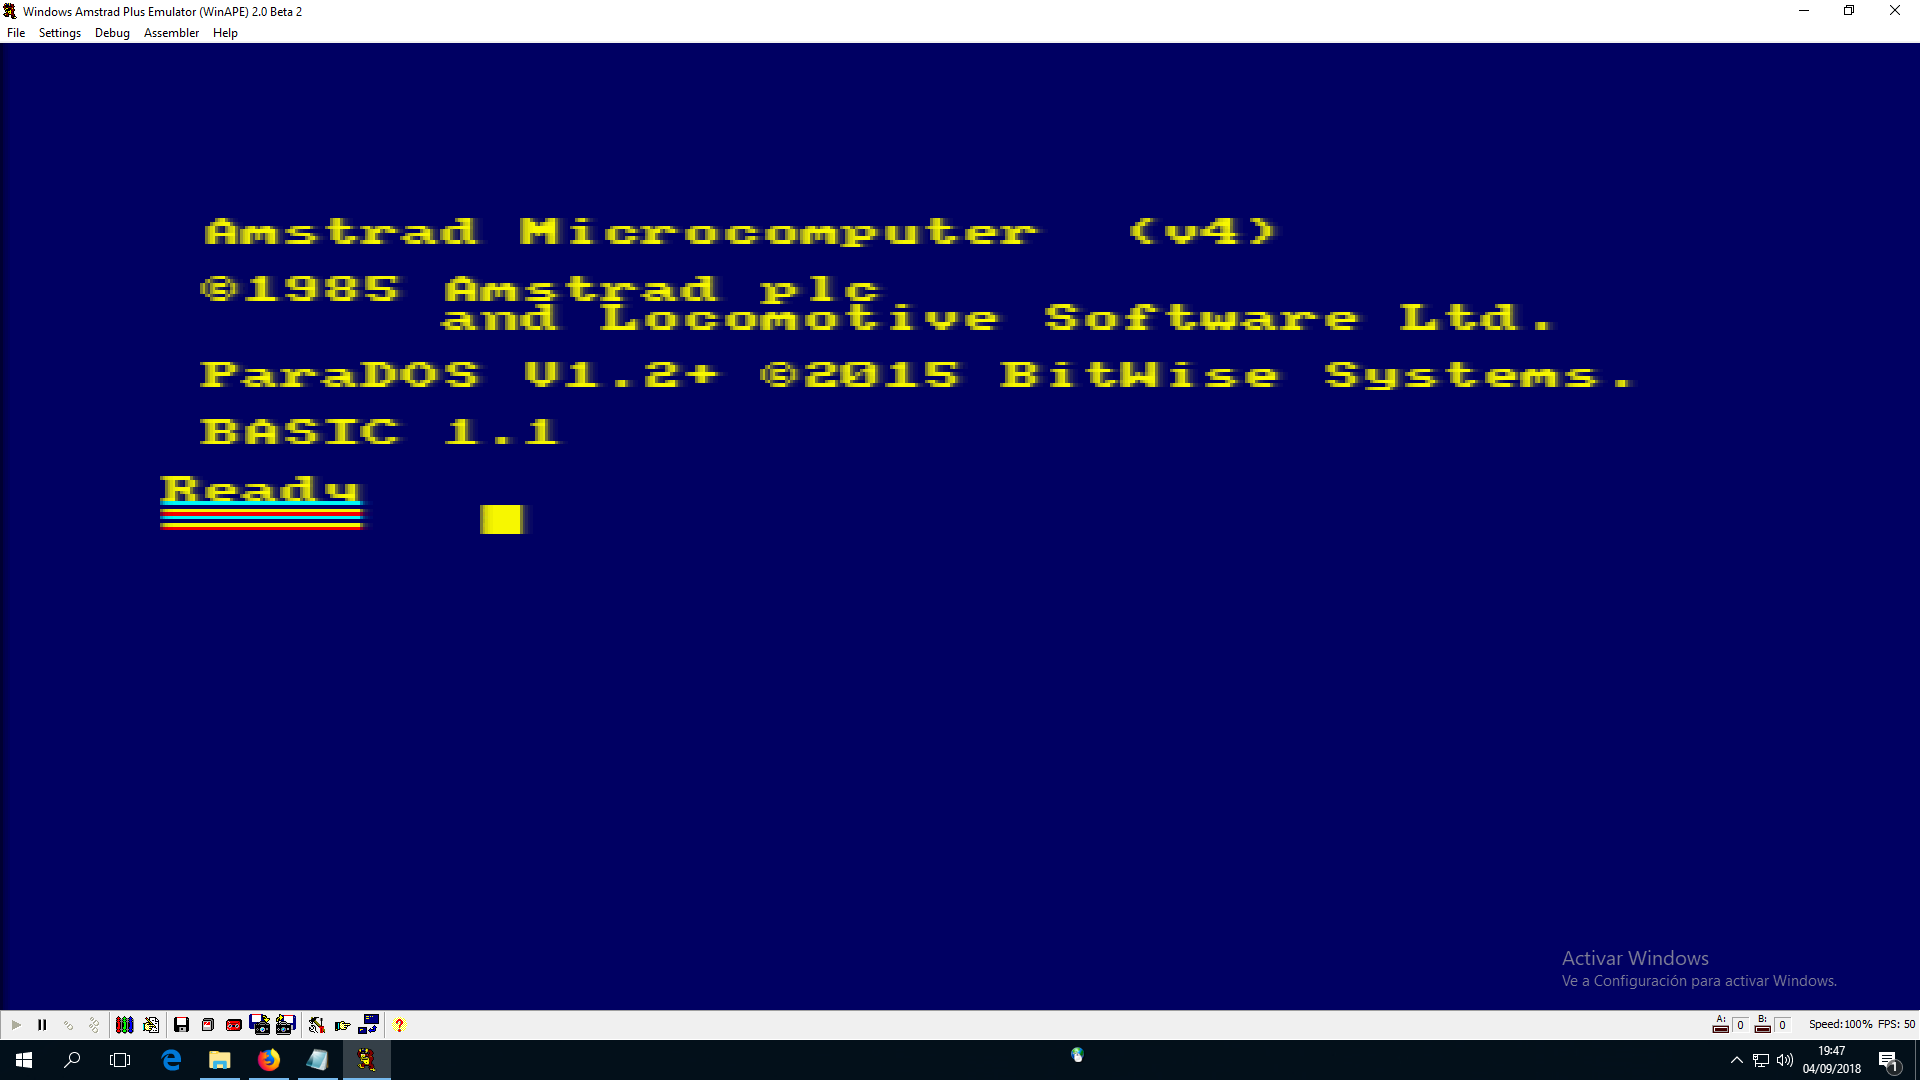 Windows Amstrad Plus Emulator (WinAPE) 2.0 Beta 2
File Settings Debug Assembler Help
Amstrad Microcomputer (v4)
©1985 Amstrad plc
and Locomotive Software Ltd.
ParaDOS V1.2+ ©2015 BitWise Systems.
BASIC 1.1
Ready
Activar Windows
Ve a Configuración para activar Windows.
A: 0 B: 0 Speed:100% FPS: 50
19:47
04/09/2018
1